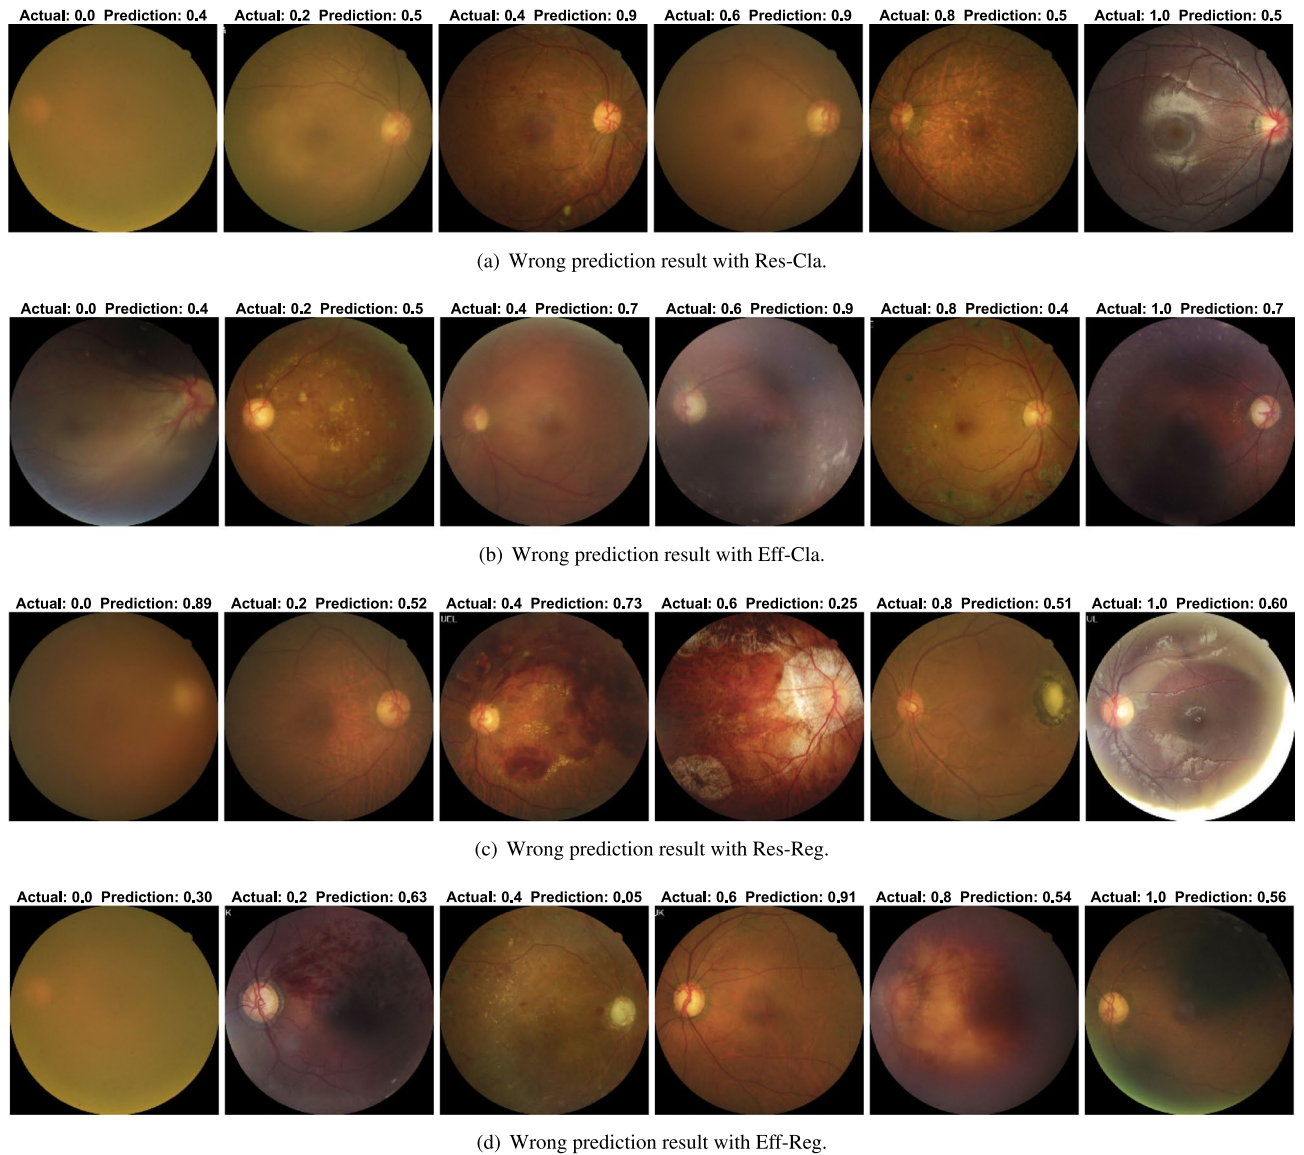 Actual: 0.0 Prediction: 0.4 Actual: 0.2 Prediction: 0.5 Actual: 0.4 Prediction: 0.9 Actual: 0.6 Prediction: 0.9 Actual: 0.8 Prediction: 0.5 Actual: 1.0 Prediction: 0.5
(a) Wrong prediction result with Res-Cla.
Actual: 0.0 Prediction: 0.4 Actual: 0.2 Prediction: 0.5 Actual: 0.4 Prediction: 0.7 Actual: 0.6 Prediction: 0.9 Actual: 0.8 Prediction: 0.4 Actual: 1.0 Prediction: 0.7
(b) Wrong prediction result with Eff-Cla.
Actual: 0.0 Prediction: 0.89 Actual: 0.2 Prediction: 0.52 Actual: 0.4 Prediction: 0.73 Actual: 0.6 Prediction: 0.25 Actual: 0.8 Prediction: 0.51 Actual: 1.0 Prediction: 0.60
UL
(c) Wrong prediction result with Res-Reg.
Actual: 0.0 Prediction: 0.30 Actual: 0.2 Prediction: 0.63 Actual: 0.4 Prediction: 0.05 Actual: 0.6 Prediction: 0.91 Actual: 0.8 Prediction: 0.54 Actual: 1.0 Prediction: 0.56
K
(d) Wrong prediction result with Eff-Reg.